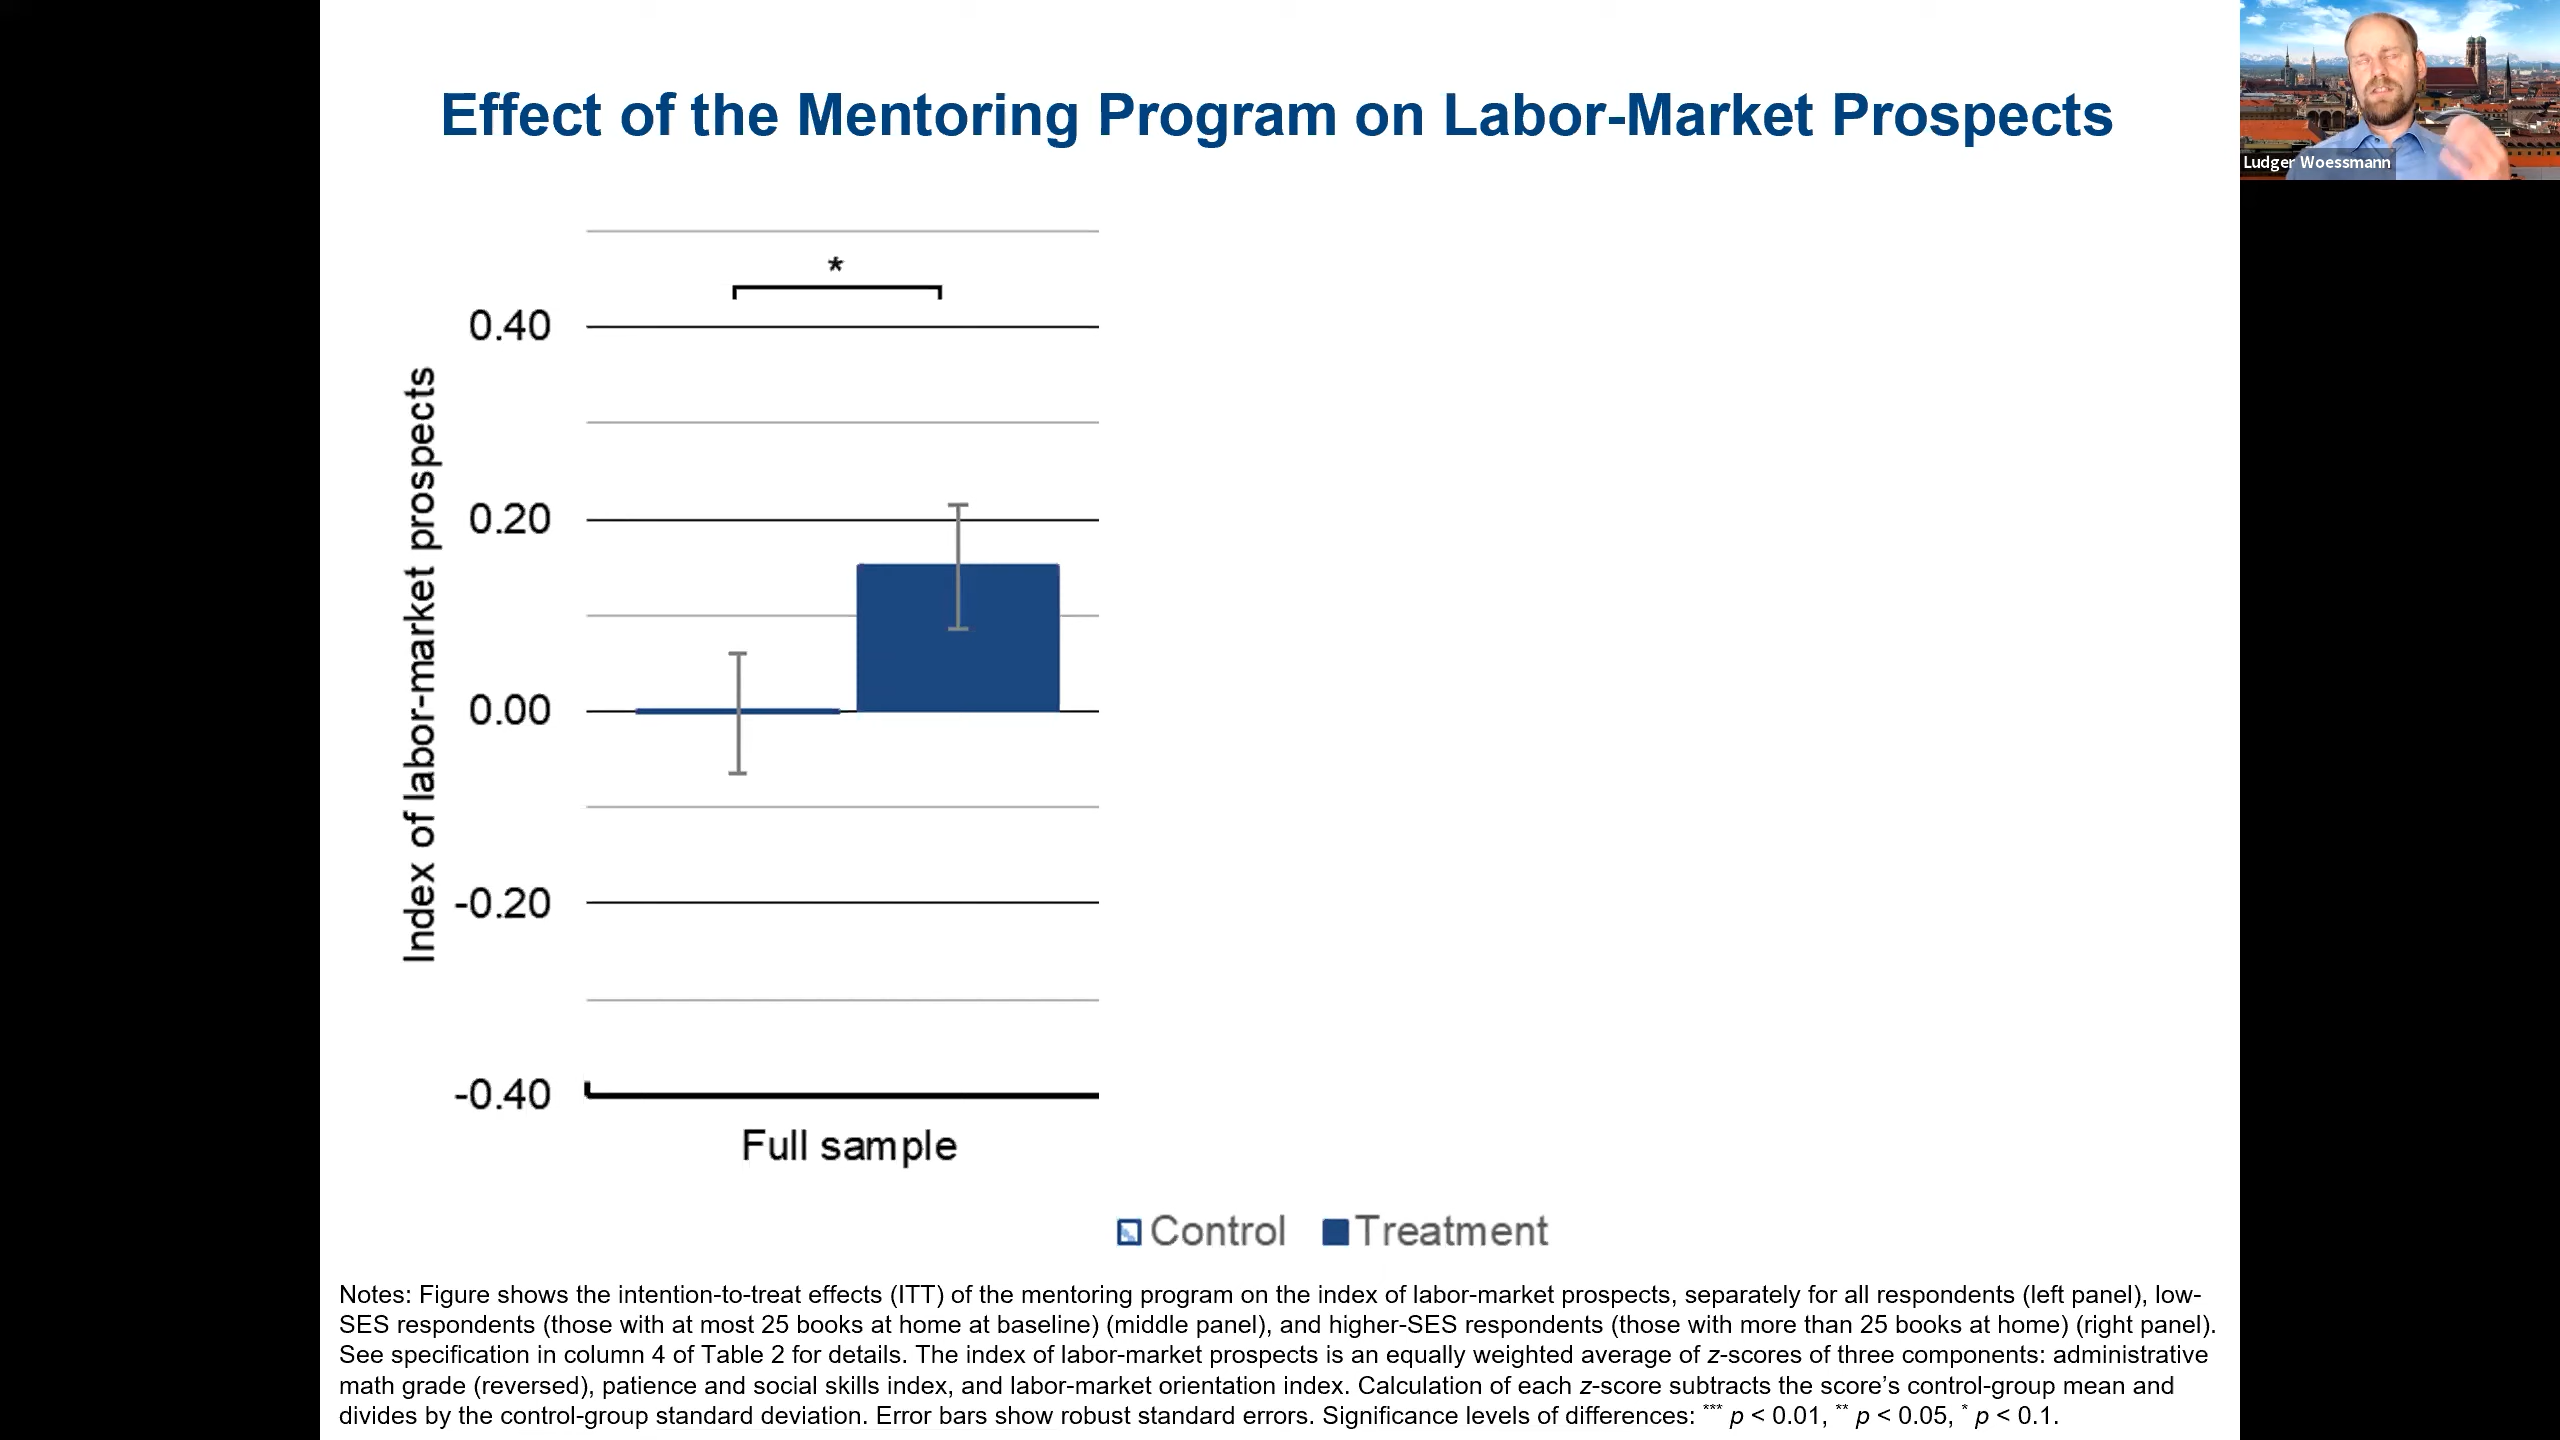 Effect of the Mentoring Program on Labor-Market Prospects
Ludger Woessmann
*
0.40
0.20
0.00
-0.20
-0.40
Index of labor-market prospects
Full sample
Control
Treatment
Notes: Figure shows the intention-to-treat effects (ITT) of the mentoring program on the index of labor-market prospects, separately for all respondents (left panel), low-
SES respondents (those with at most 25 books at home at baseline) (middle panel), and higher-SES respondents (those with more than 25 books at home) (right panel).
See specification in column 4 of Table 2 for details. The index of labor-market prospects is an equally weighted average of z-scores of three components: administrative
math grade (reversed), patience and social skills index, and labor-market orientation index. Calculation of each z-score subtracts the score’s control-group mean and
divides by the control-group standard deviation. Error bars show robust standard errors. Significance levels of differences: *** p < 0.01, ** p < 0.05, * p < 0.1.